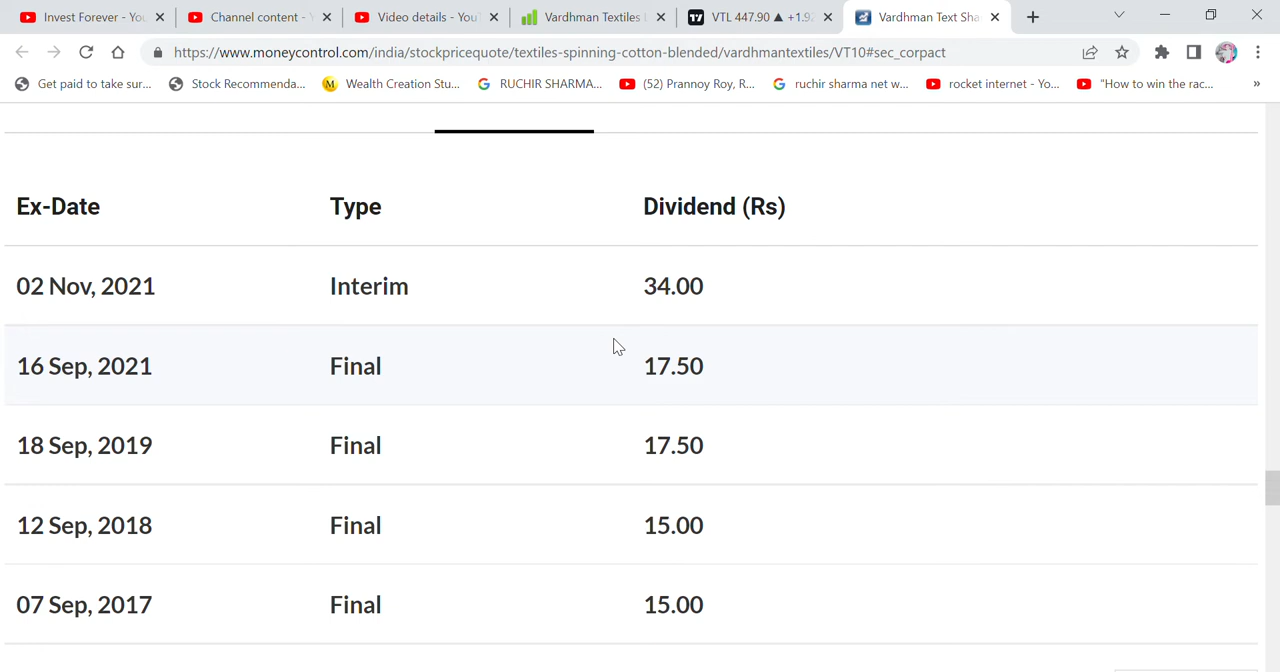 Invest Forever - You
Channel content -
Video details - You
Vardhman Textiles
VTL 447.90 ▲ +1.9
Vardhman Text Sha
https://www.moneycontrol.com/india/stockpricequote/textiles-spinning-cotton-blended/vardhmantextiles/VT10#sec_corpact
Get paid to take sur...
Stock Recommenda...
Wealth Creation Stu...
RUCHIR SHARMA...
(52) Prannoy Roy, R...
ruchir sharma net w...
rocket internet - Yo...
"How to win the rac...
»
Ex-Date Type Dividend (Rs)
02 Nov, 2021 Interim 34.00
16 Sep, 2021 Final 17.50
18 Sep, 2019 Final 17.50
12 Sep, 2018 Final 15.00
07 Sep, 2017 Final 15.00